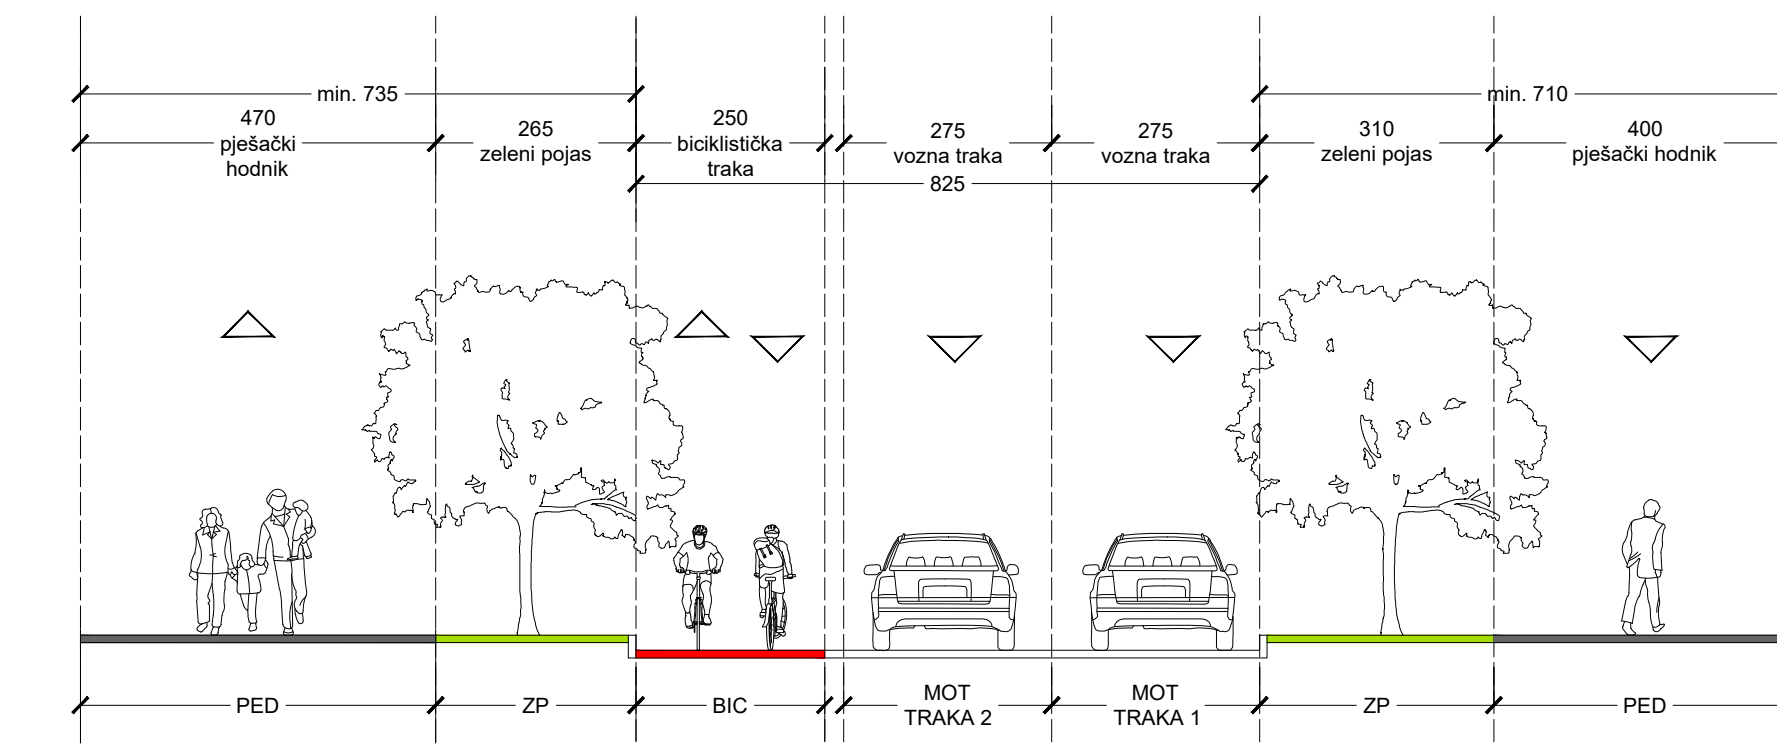 min. 735
min. 710
470
pješački
hodnik
265
zeleni pojas
250
biciklistička
traka
275
vozna traka
275
vozna traka
310
zeleni pojas
400
pješački hodnik
825
PED
ZP
BIC
MOT
TRAKA 2
MOT
TRAKA 1
ZP
PED